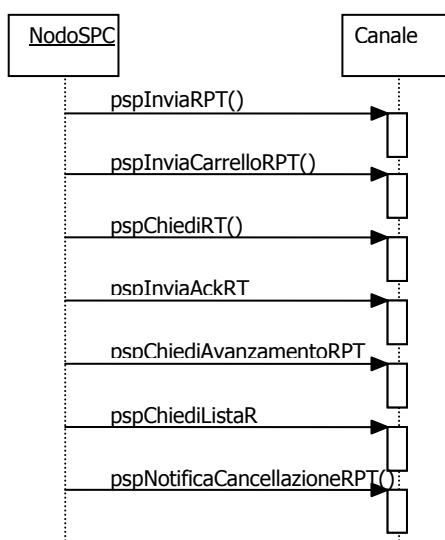 NodoSPC
Canale
pspInviaRPT()
pspInviaCarrelloRPT()
pspChiediRT()
pspInviaAckRT
pspChiediAvanzamentoRPT
pspChiediListaR
pspNotificaCancellazioneRPT()